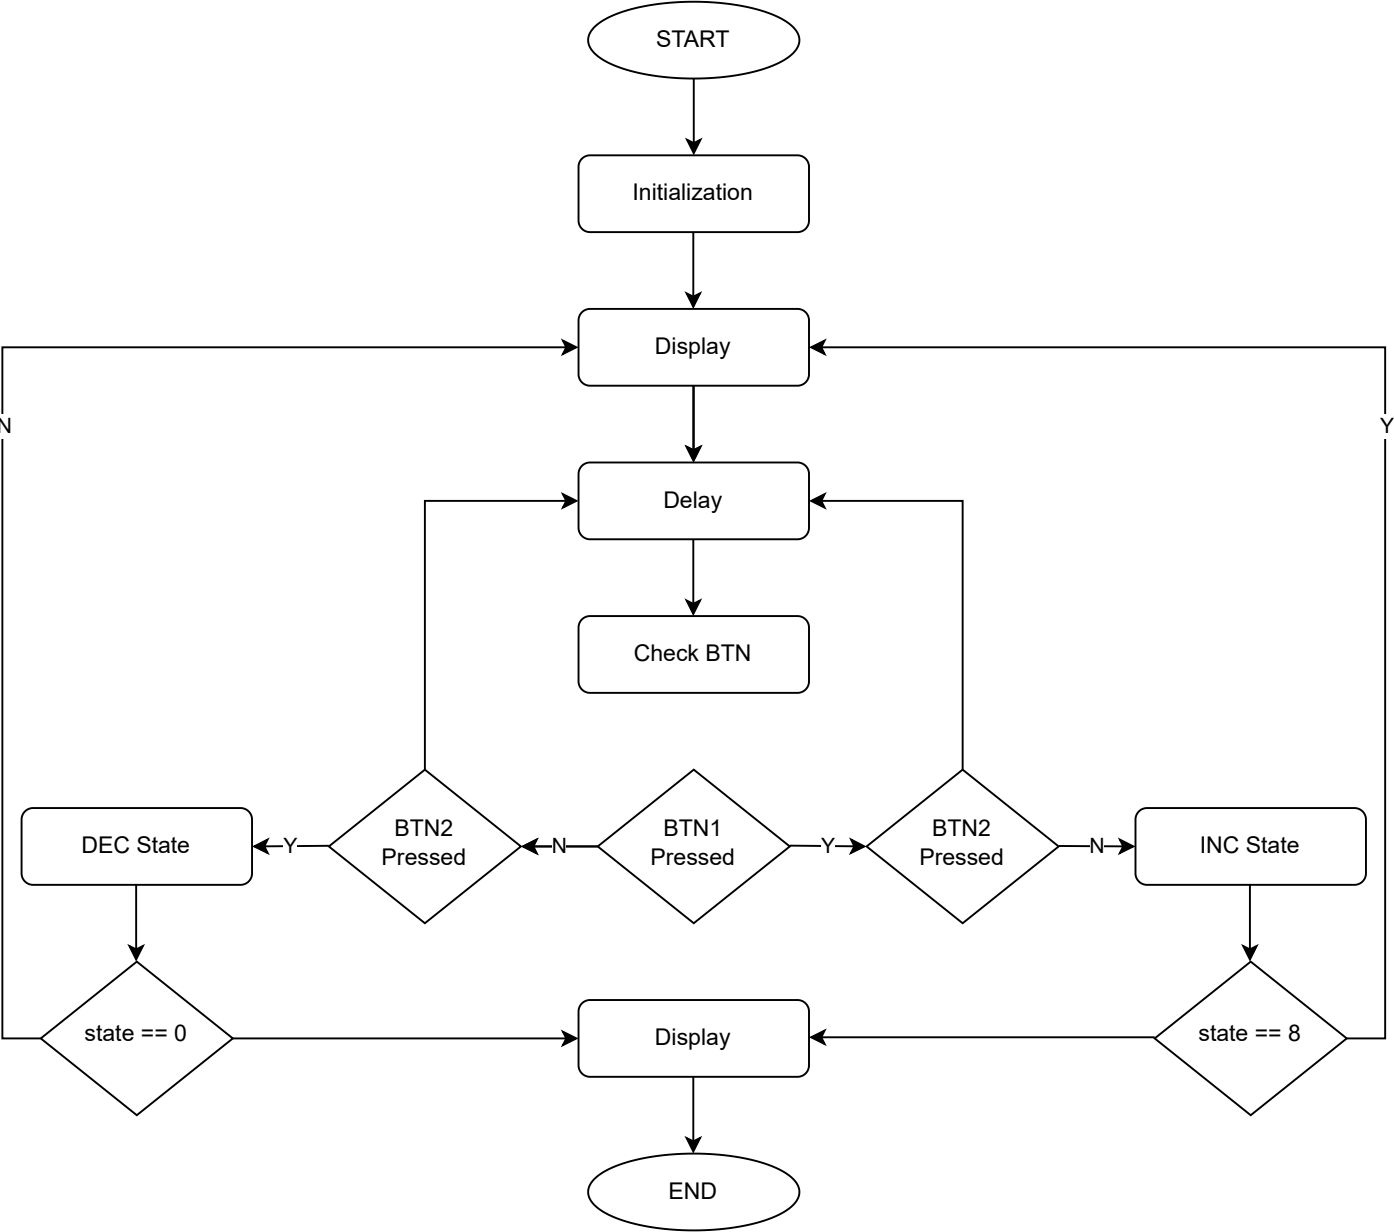 START
Initialization
Display
N
Y
Delay
Check BTN
DEC State
Y
BTN2
Pressed
N
BTN1
Pressed
Y
BTN2
Pressed
N
INC State
state == 0
Display
state == 8
END